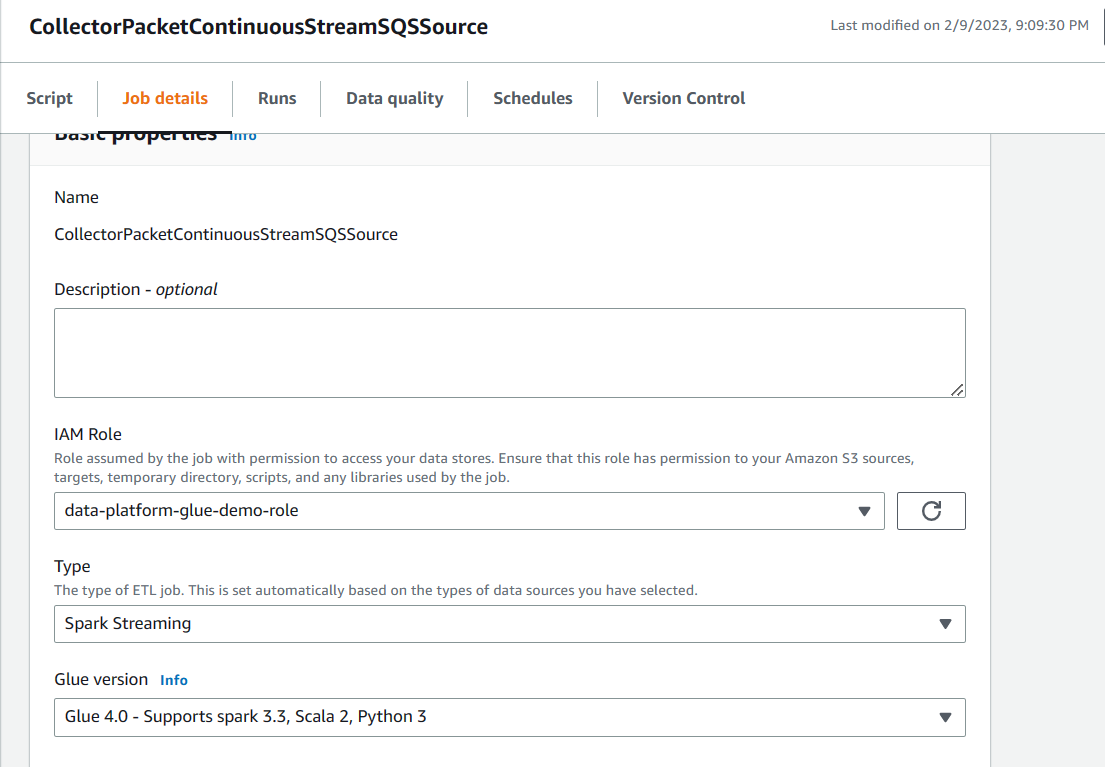 CollectorPacketContinuousStreamSQSSource
Last modified on 2/9/2023, 9:09:30 PM
Script
Job details
Runs
Data quality
Schedules
Version Control
Basic properties Info
Name
CollectorPacketContinuousStreamSQSSource
Description - optional
IAM Role
Role assumed by the job with permission to access your data stores. Ensure that this role has permission to your Amazon S3 sources,
targets, temporary directory, scripts, and any libraries used by the job.
data-platform-glue-demo-role
Type
The type of ETL job. This is set automatically based on the types of data sources you have selected.
Spark Streaming
Glue version Info
Glue 4.0 - Supports spark 3.3, Scala 2, Python 3